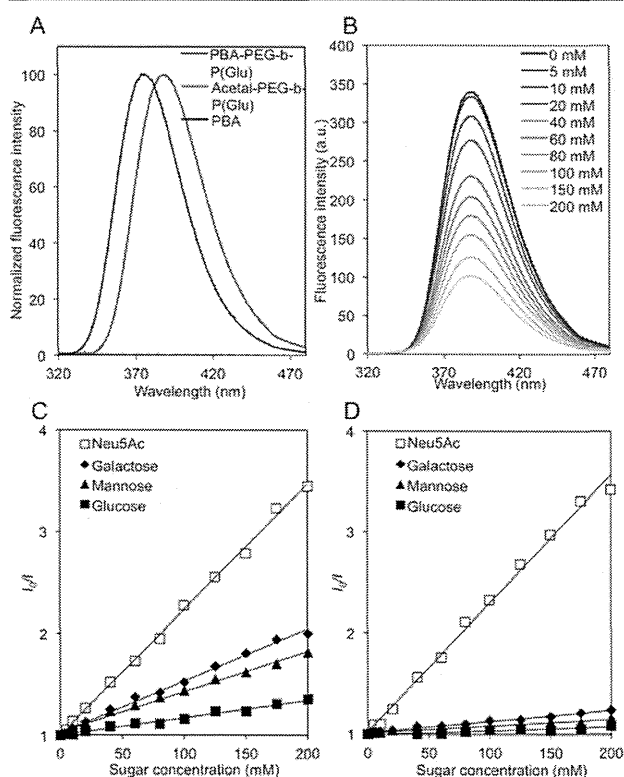 A
PBA-PEG-b-
P(Glu)
Acetal-PEG-b-
P(Glu)
PBA
Normalized fluorescence intensity
100
80
60
40
20
0
320
370
420
470
Wavelength (nm)
B
0 mM
5 mM
10 mM
20 mM
40 mM
60 mM
80 mM
100 mM
150 mM
200 mM
Fluorescence intensity (a.u.)
400
350
300
250
200
150
100
50
0
320
370
420
470
Wavelength (nm)
C
Neu5Ac
Galactose
Mannose
Glucose
I0/I
4
3
2
1
0
50
100
150
200
Sugar concentration (mM)
D
Neu5Ac
Galactose
Mannose
Glucose
I0/I
4
3
2
1
0
50
100
150
200
Sugar concentration (mM)